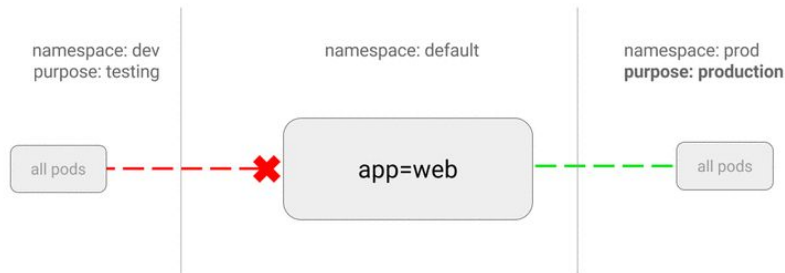 namespace: dev
purpose: testing
namespace: default
namespace: prod
purpose: production
all pods
app=web
all pods